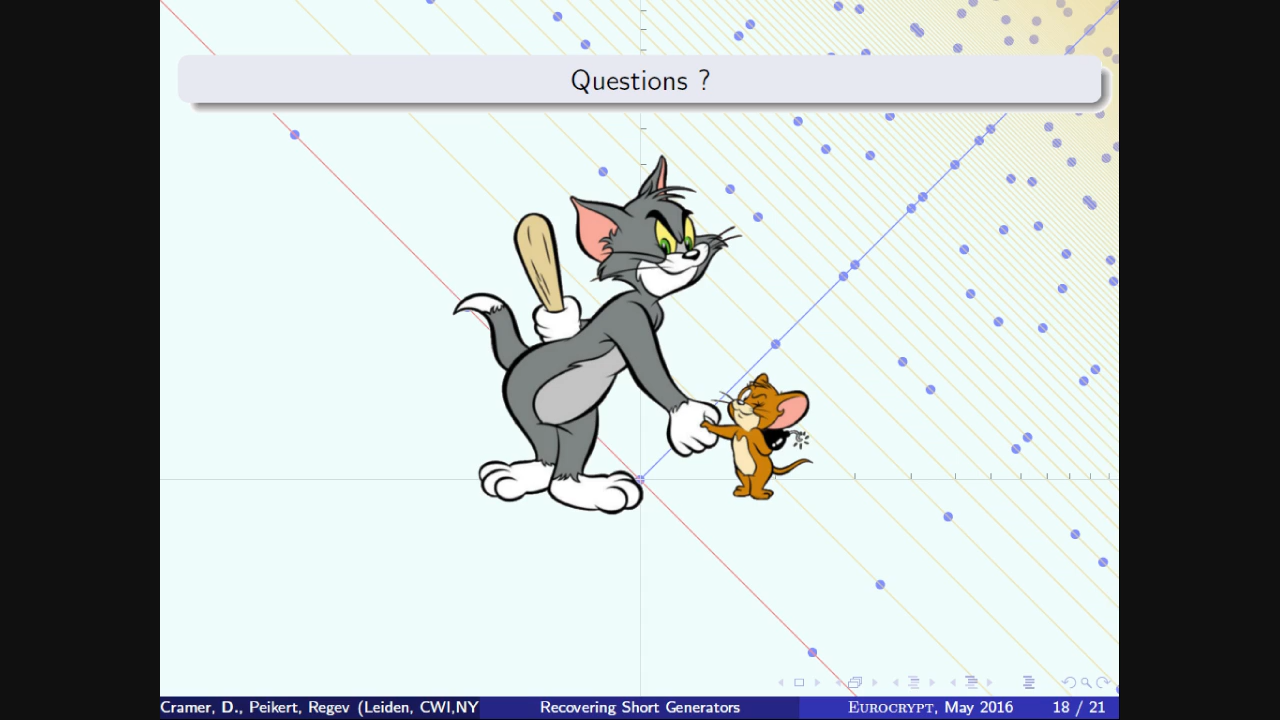 Questions ?
Cramer, D., Peikert, Regev (Leiden, CWI,NY
Recovering Short Generators
EUROCRYPT, May 2016
18 / 21